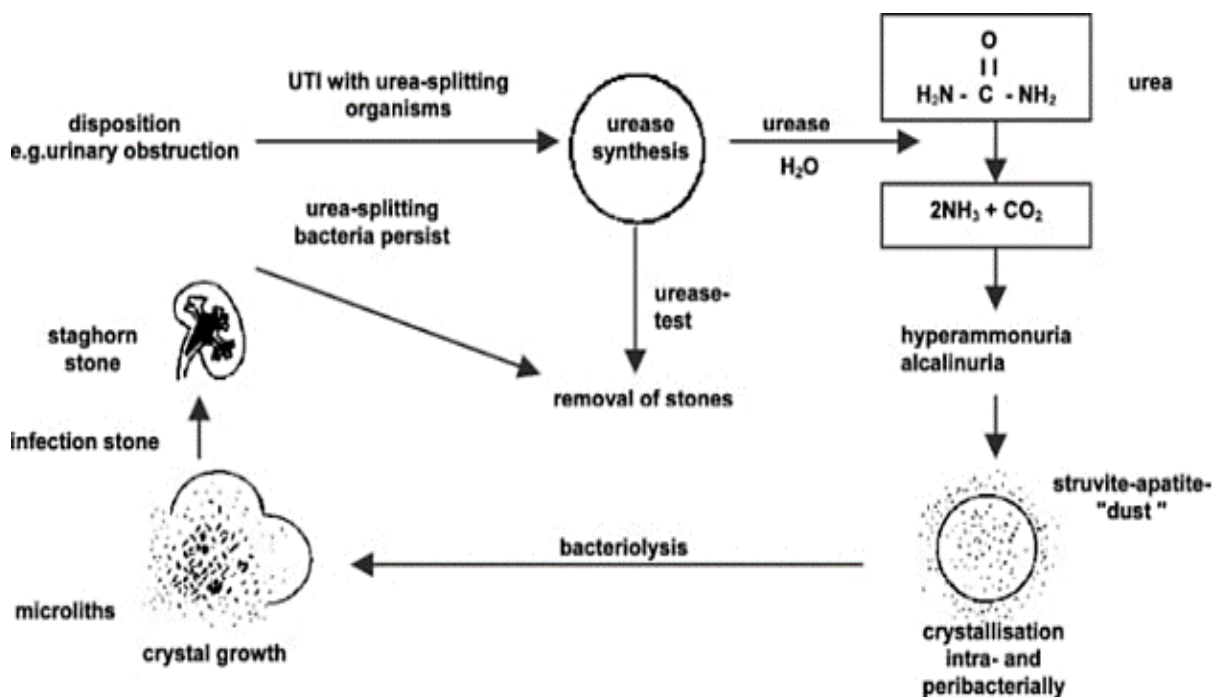 UTI with urea-splitting
organisms
disposition
e.g.urinary obstruction
urease
synthesis
urease
H₂O
O
||
H₂N - C - NH₂
urea
2NH₃ + CO₂
urea-splitting
bacteria persist
urease-
test
removal of stones
hyperammonuria
alcalinuria
staghorn
stone
infection stone
struvite-apatite-
"dust "
bacteriolysis
microliths
crystal growth
crystallisation
intra- and
peribacterially